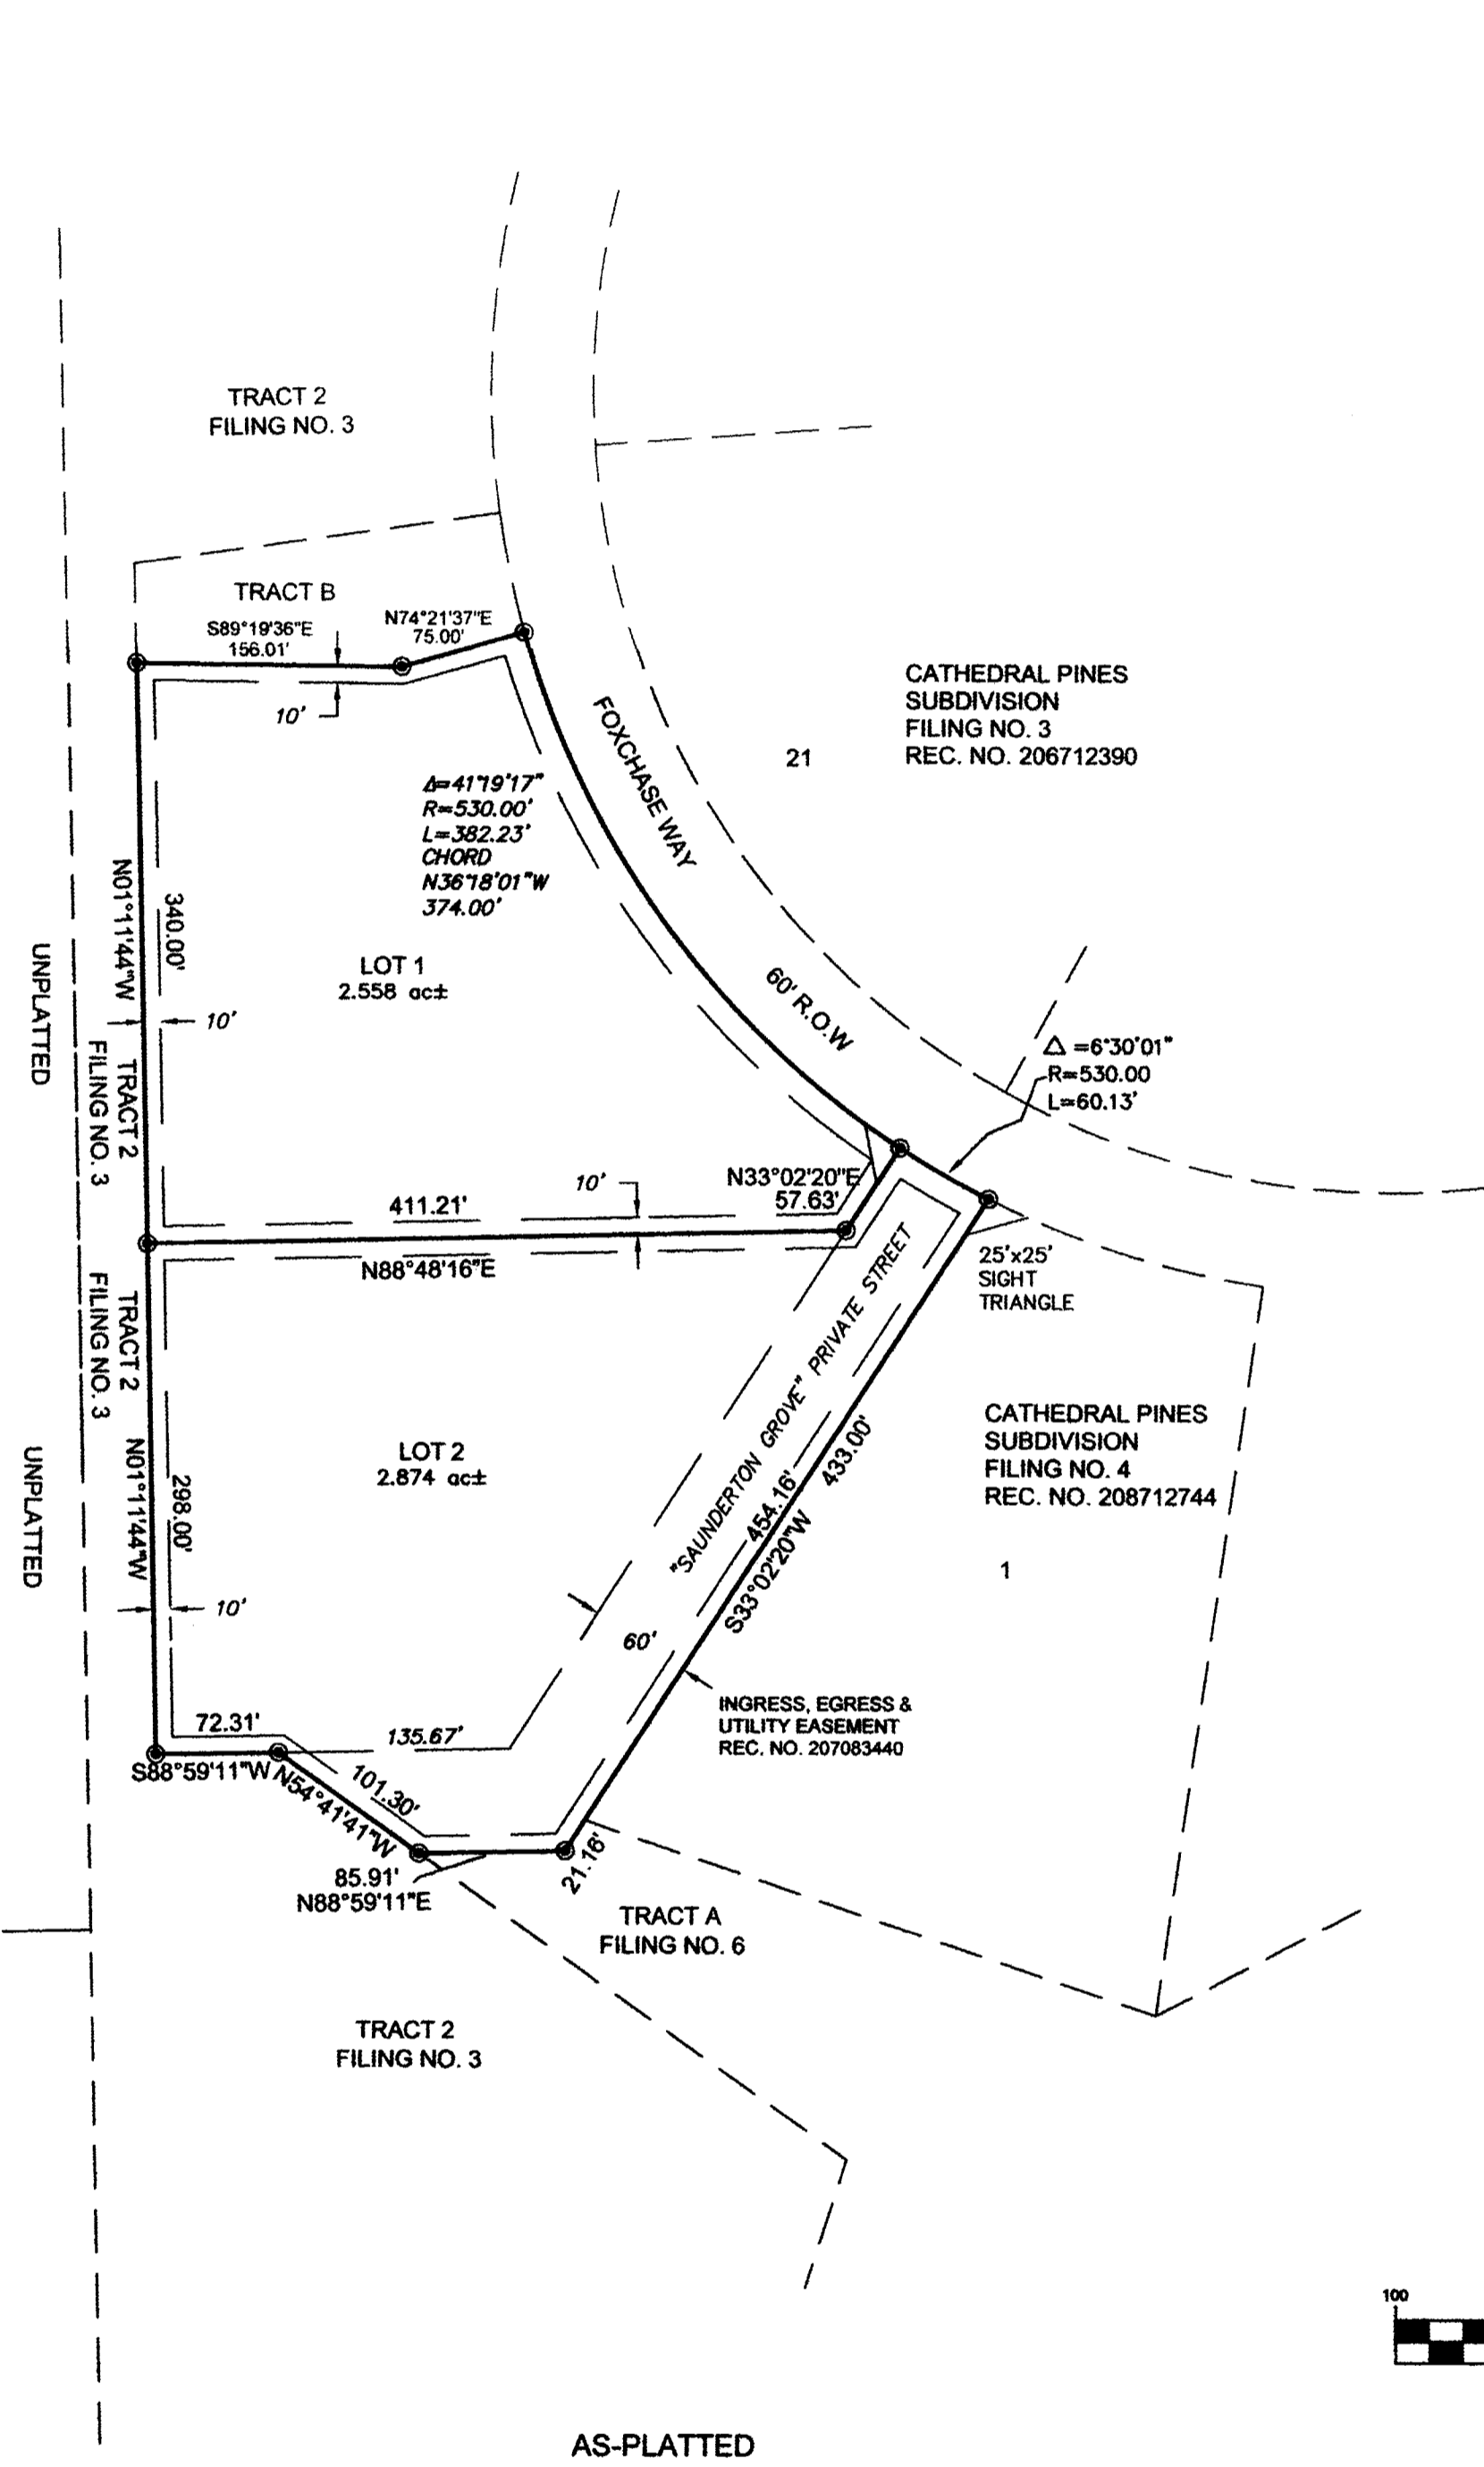 TRACT 2
FILING NO. 3
TRACT B
S89°19'36"E
156.01'
N74°21'37"E
75.00'
10'
CATHEDRAL PINES
SUBDIVISION
FILING NO. 3
REC. NO. 206712390
21
FOXCHASE WAY
60' R.O.W
Δ=41°19'17"
R=530.00'
L=382.23'
CHORD
N36°18'01"W
374.00'
N01°11'44"W
340.00'
LOT 1
2.558 ac±
10'
UNPLATTED
TRACT 2
FILING NO. 3
Δ =6°30'01"
R=530.00
L=60.13'
N33°02'20"E
57.63'
10'
411.21'
N88°48'16"E
25'x25'
SIGHT
TRIANGLE
TRACT 2
FILING NO. 3
"SAUNDERTON GROVE" PRIVATE STREET
CATHEDRAL PINES
SUBDIVISION
FILING NO. 4
REC. NO. 208712744
1
LOT 2
2.874 ac±
UNPLATTED
N01°11'44"W
298.00'
10'
433.00'
454.16'
S33°02'20"W
60'
INGRESS, EGRESS &
UTILITY EASEMENT
REC. NO. 207083440
72.31'
S88°59'11"W
135.67'
101.30'
N54°41'41"W
85.91'
N88°59'11"E
21.16'
TRACT A
FILING NO. 6
TRACT 2
FILING NO. 3
100
AS-PLATTED